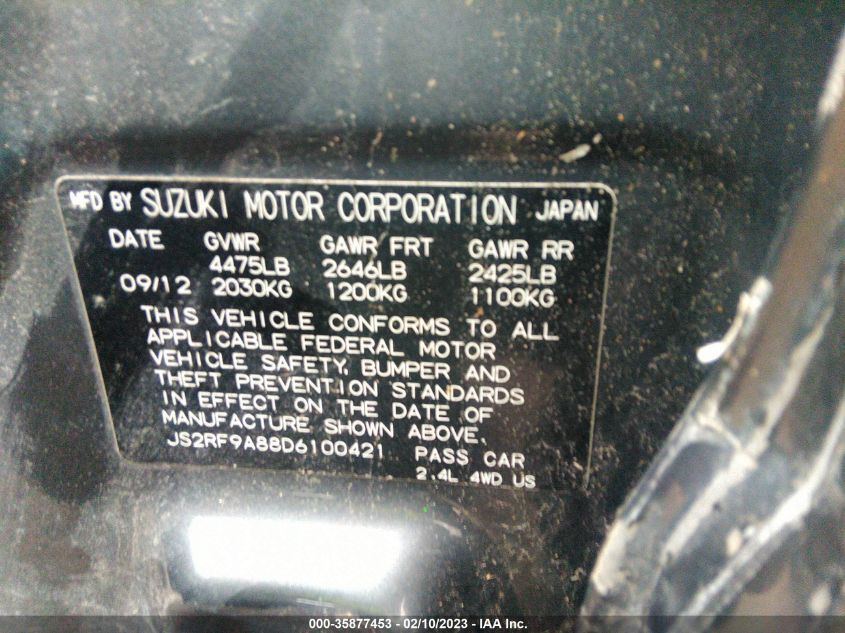 MFD BY SUZUKI MOTOR CORPORATION JAPAN
DATE GVWR GAWR FRT GAWR RR
4475LB 2646LB 2425LB
09/12 2030KG 1200KG 1100KG
THIS VEHICLE CONFORMS TO ALL
APPLICABLE FEDERAL MOTOR
VEHICLE SAFETY, BUMPER AND
THEFT PREVENTION STANDARDS
IN EFFECT ON THE DATE OF
MANUFACTURE SHOWN ABOVE.
JS2RF9A88D6100421 PASS CAR
2.4L 4WD US
000-35877453 - 02/10/2023 - IAA Inc.